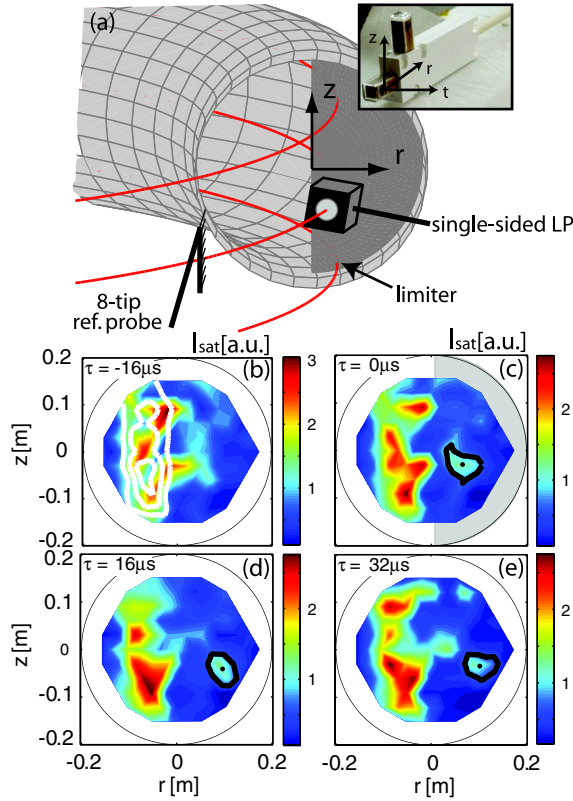 (a)
z
r
t
z
r
single-sided LP
limiter
8-tip
ref. probe
I_sat[a.u.]
I_sat[a.u.]
0.2
0.1
0
-0.1
-0.2
z [m]
τ = -16μs
(b)
3
2
1
τ = 0μs
(c)
2
1
0.2
0.1
0
-0.1
-0.2
z [m]
τ = 16μs
(d)
2
1
τ = 32μs
(e)
2
1
-0.2
0
0.2
r [m]
-0.2
0
0.2
r [m]